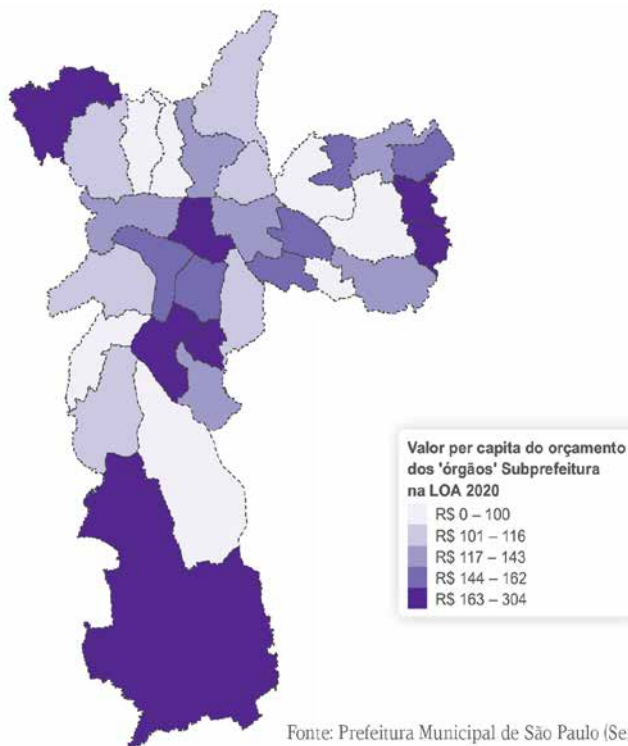 Valor per capita do orçamento
dos 'órgãos' Subprefeitura
na LOA 2020
R$ 0 – 100
R$ 101 – 116
R$ 117 – 143
R$ 144 – 162
R$ 163 – 304
Fonte: Prefeitura Municipal de São Paulo (Se